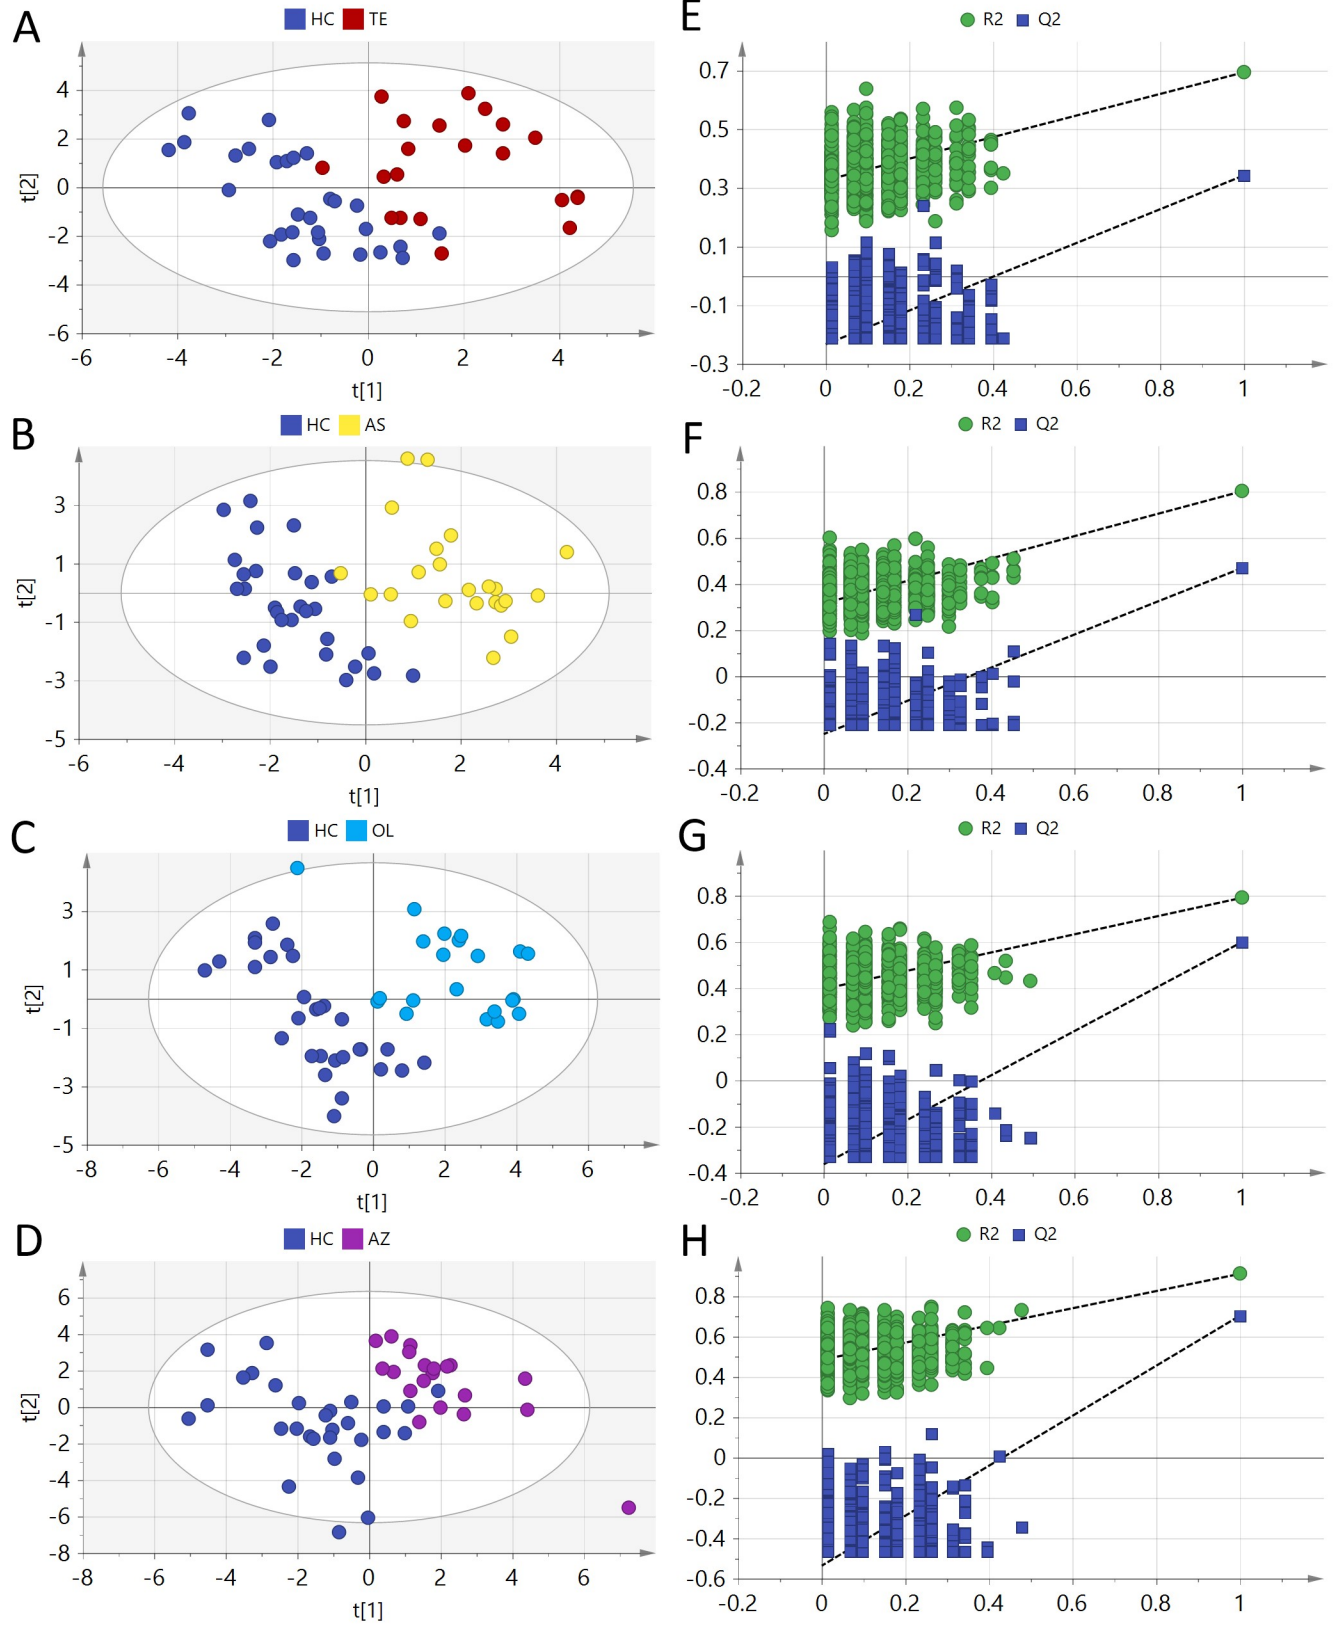 A
HC TE
t[2]
4
2
0
-2
-4
-6
-6 -4 -2 0 2 4
t[1]
E
R2 Q2
0.7
0.5
0.3
0.1
-0.1
-0.3
-0.2 0 0.2 0.4 0.6 0.8 1
B
HC AS
t[2]
3
1
-1
-3
-5
-6 -4 -2 0 2 4
t[1]
F
R2 Q2
0.8
0.6
0.4
0.2
0
-0.2
-0.4
-0.2 0 0.2 0.4 0.6 0.8 1
C
HC OL
t[2]
3
1
-1
-3
-5
-8 -6 -4 -2 0 2 4 6
t[1]
G
R2 Q2
0.8
0.6
0.4
0.2
0
-0.2
-0.4
-0.2 0 0.2 0.4 0.6 0.8 1
D
HC AZ
t[2]
6
4
2
0
-2
-4
-6
-8
-8 -6 -4 -2 0 2 4 6
t[1]
H
R2 Q2
0.8
0.6
0.4
0.2
0
-0.2
-0.4
-0.6
-0.2 0 0.2 0.4 0.6 0.8 1